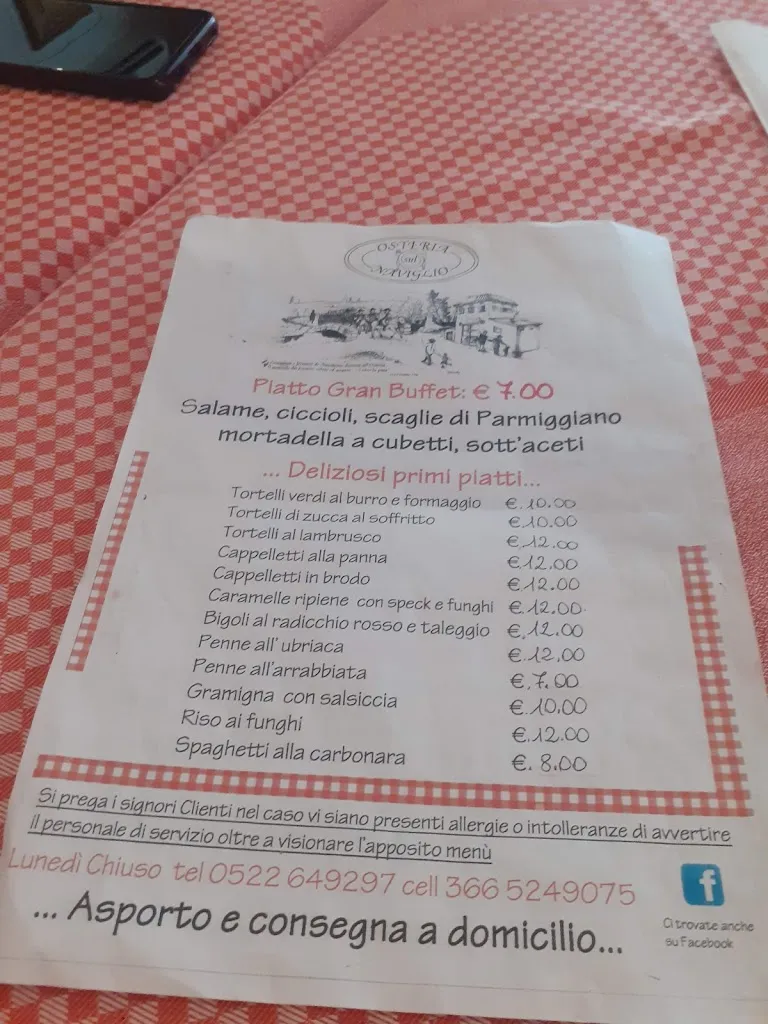 OSTERIA
sul
NAVIGLIO
Piatto Gran Buffet: € 7.00
Salame, ciccioli, scaglie di Parmiggiano
mortadella a cubetti, sott'aceti
... Deliziosi primi piatti...
Tortelli verdi al burro e formaggio €.10.00
Tortelli di zucca al soffritto €.10.00
Tortelli al lambrusco €.12.00
Cappelletti alla panna €.12.00
Cappelletti in brodo €.12.00
Caramelle ripiene con speck e funghi €.12.00
Bigoli al radicchio rosso e taleggio €.12.00
Penne all'ubriaca €.12.00
Penne all'arrabbiata €.7.00
Gramigna con salsiccia €.10.00
Riso ai funghi €.12.00
Spaghetti alla carbonara €. 8.00
Si prega i signori Clienti nel caso vi siano presenti allergie o intolleranze di avvertire
il personale di servizio oltre a visionare l'apposito menù
Lunedì Chiuso tel 0522 649297 cell 366 5249075
... Asporto e consegna a domicilio...
f
Ci trovate anche
su Facebook